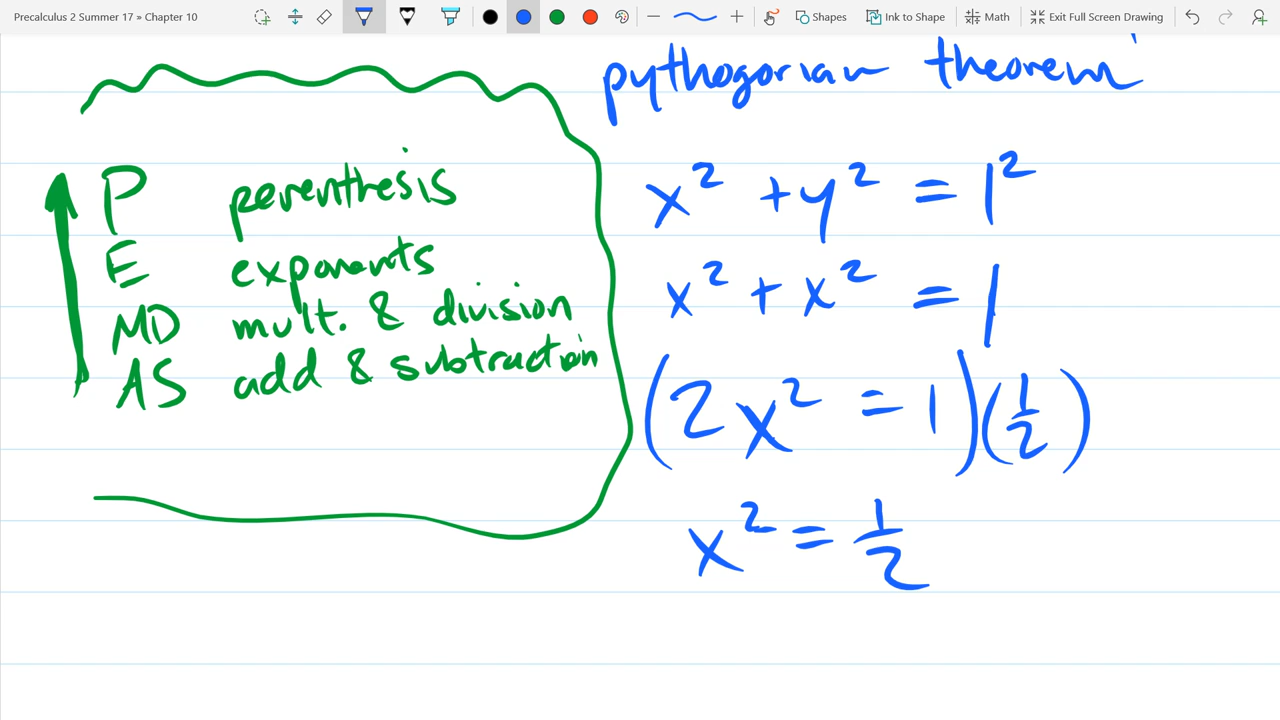 Precalculus 2 Summer 17 » Chapter 10
Shapes
Ink to Shape
Math
Exit Full Screen Drawing
pythogorian theorem
P perenthesis
E exponents
MD mult. & division
AS add & subtraction
x² + y² = 1²
x² + x² = 1
(2x² = 1)(1/2)
x² = 1/2